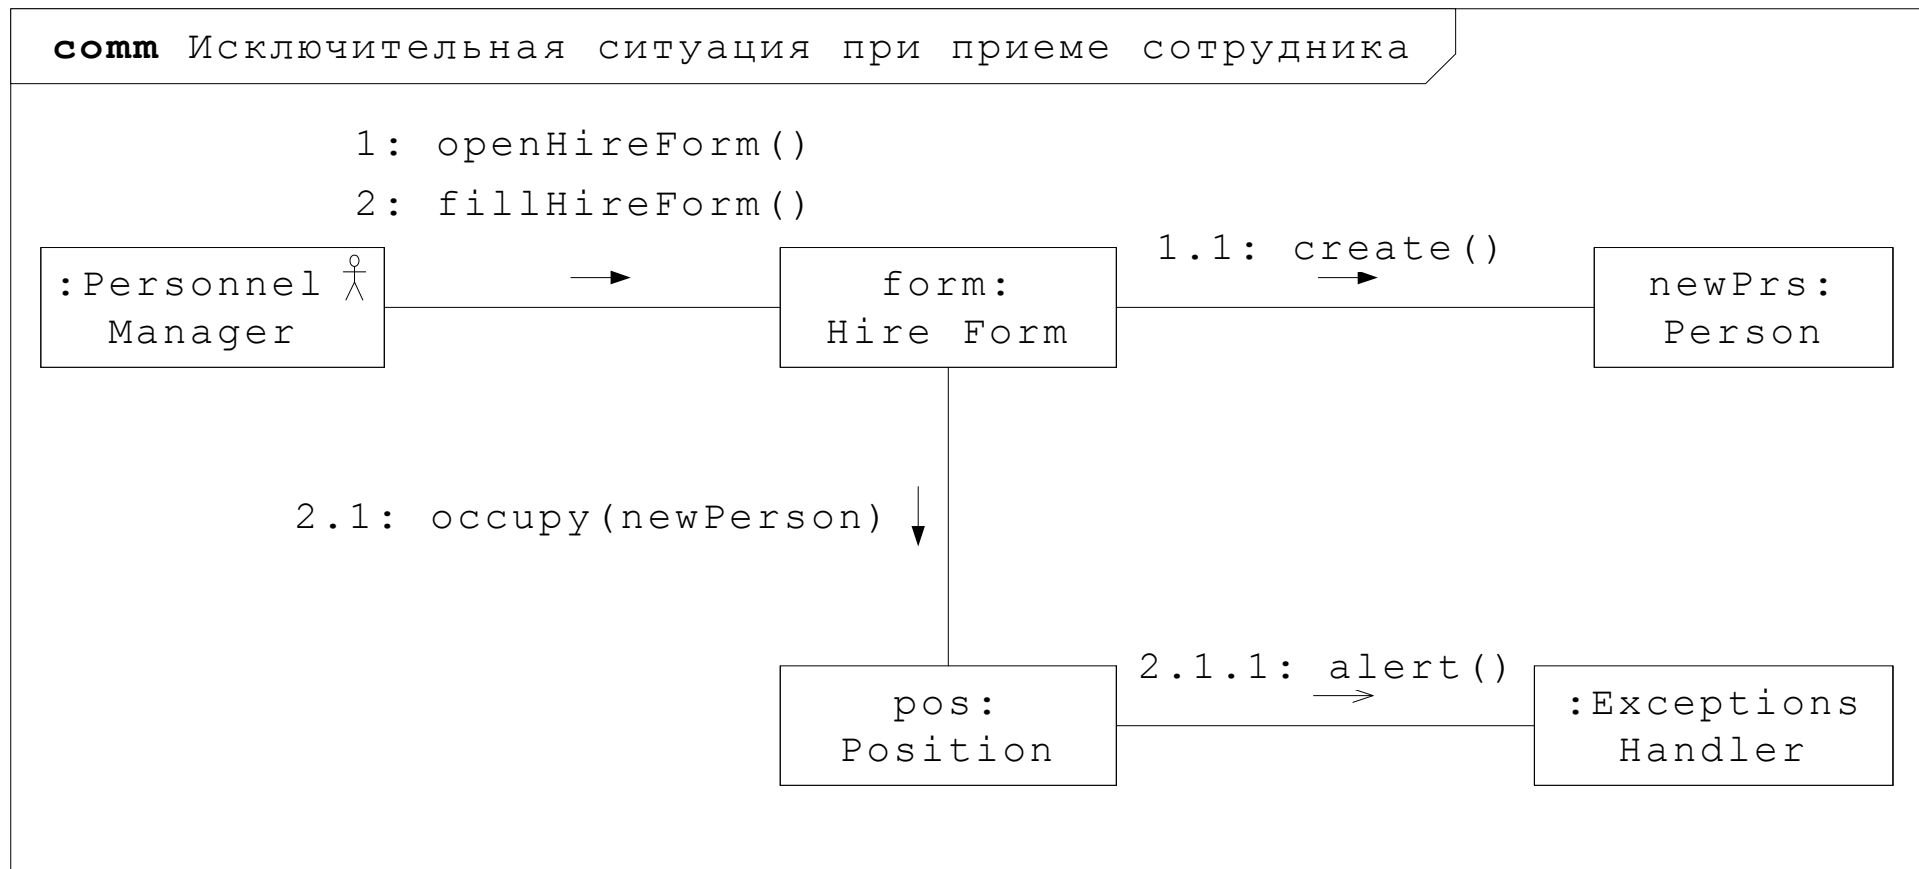 comm Исключительная ситуация при приеме сотрудника
1: openHireForm()
2: fillHireForm()
:Personnel
Manager
form:
Hire Form
1.1: create()
newPrs:
Person
2.1: occupy(newPerson)
pos:
Position
2.1.1: alert()
:Exceptions
Handler